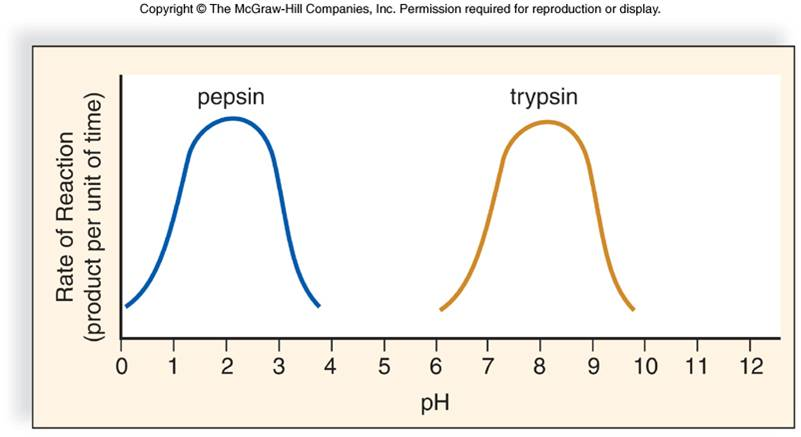 Copyright © The McGraw-Hill Companies, Inc. Permission required for reproduction or display.
pepsin
trypsin
Rate of Reaction
(product per unit of time)
0 1 2 3 4 5 6 7 8 9 10 11 12
pH